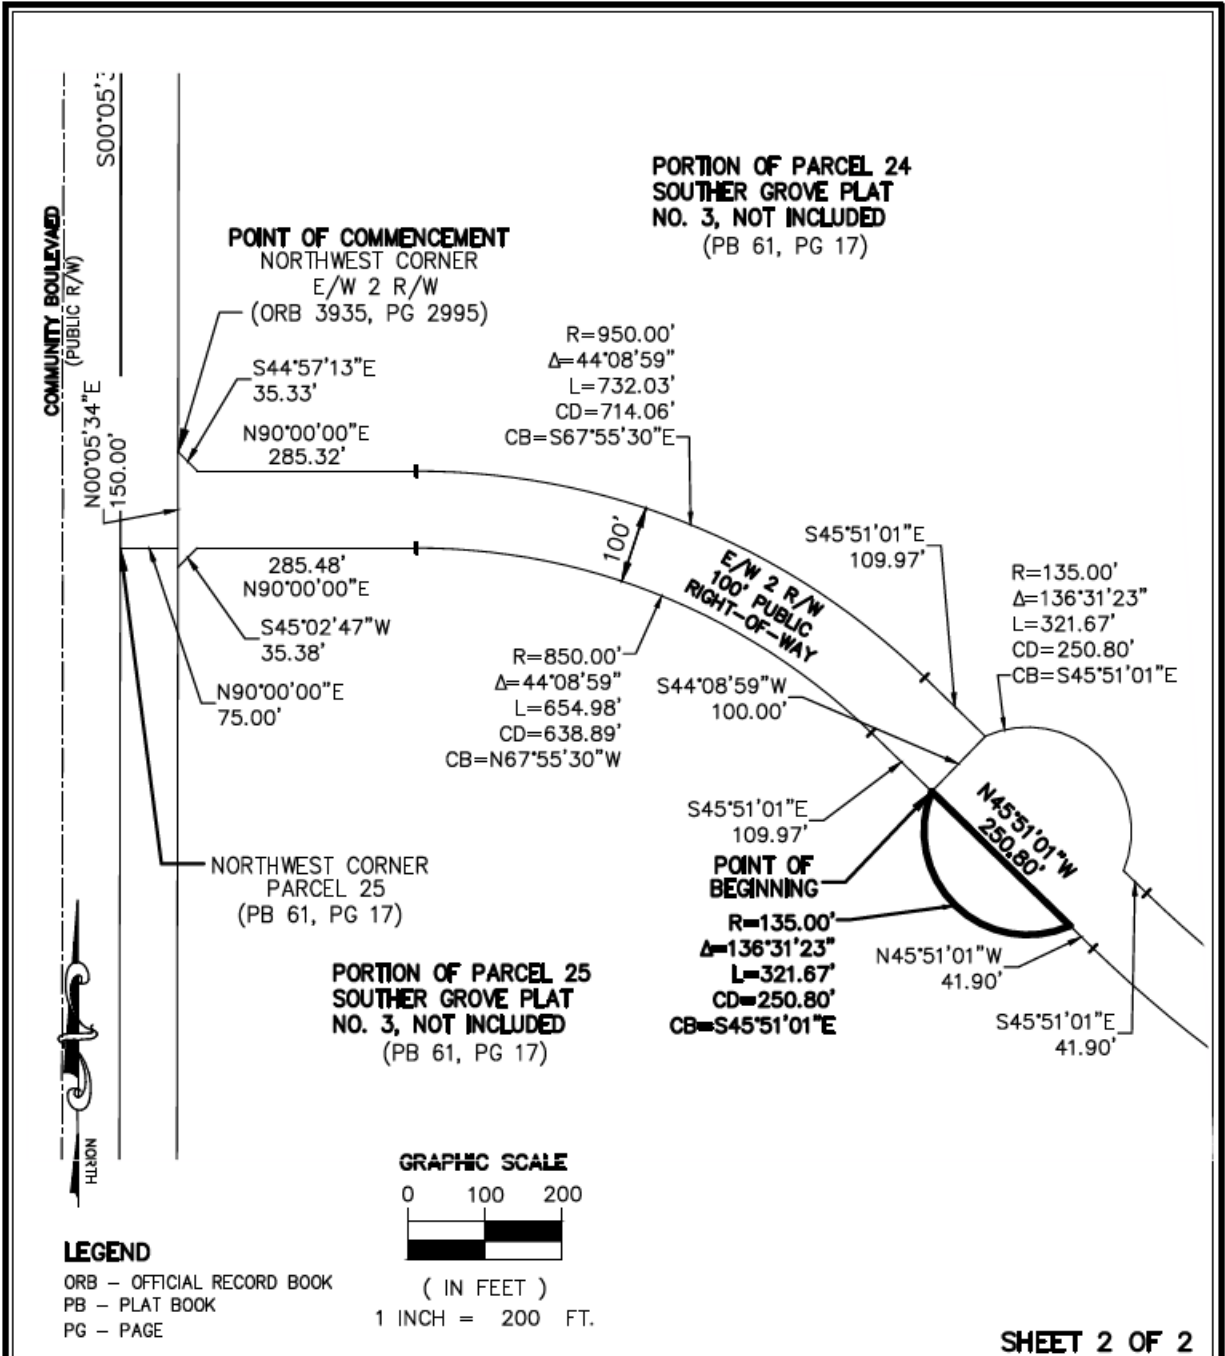 S00°05'3
COMMUNITY BOULEVAED
(PUBLIC R/W)
N00°05'34"E
150.00'
POINT OF COMMENCEMENT
NORTHWEST CORNER
E/W 2 R/W
(ORB 3935, PG 2995)
PORTION OF PARCEL 24
SOUTHER GROVE PLAT
NO. 3, NOT INCLUDED
(PB 61, PG 17)
S44°57'13"E
35.33'
N90°00'00"E
285.32'
R=950.00'
Δ=44°08'59"
L=732.03'
CD=714.06'
CB=S67°55'30"E
100'
E/W 2 R/W
100' PUBLIC
RIGHT-OF-WAY
S45°51'01"E
109.97'
R=135.00'
Δ=136°31'23"
L=321.67'
CD=250.80'
CB=S45°51'01"E
285.48'
N90°00'00"E
S45°02'47"W
35.38'
N90°00'00"E
75.00'
R=850.00'
Δ=44°08'59"
L=654.98'
CD=638.89'
CB=N67°55'30"W
S44°08'59"W
100.00'
S45°51'01"E
109.97'
N45°51'01"W
250.80'
POINT OF
BEGINNING
R=135.00'
Δ=136°31'23"
L=321.67'
CD=250.80'
CB=S45°51'01"E
N45°51'01"W
41.90'
S45°51'01"E
41.90'
NORTHWEST CORNER
PARCEL 25
(PB 61, PG 17)
PORTION OF PARCEL 25
SOUTHER GROVE PLAT
NO. 3, NOT INCLUDED
(PB 61, PG 17)
NORTH
GRAPHIC SCALE
0 100 200
( IN FEET )
1 INCH = 200 FT.
LEGEND
ORB - OFFICIAL RECORD BOOK
PB - PLAT BOOK
PG - PAGE
SHEET 2 OF 2